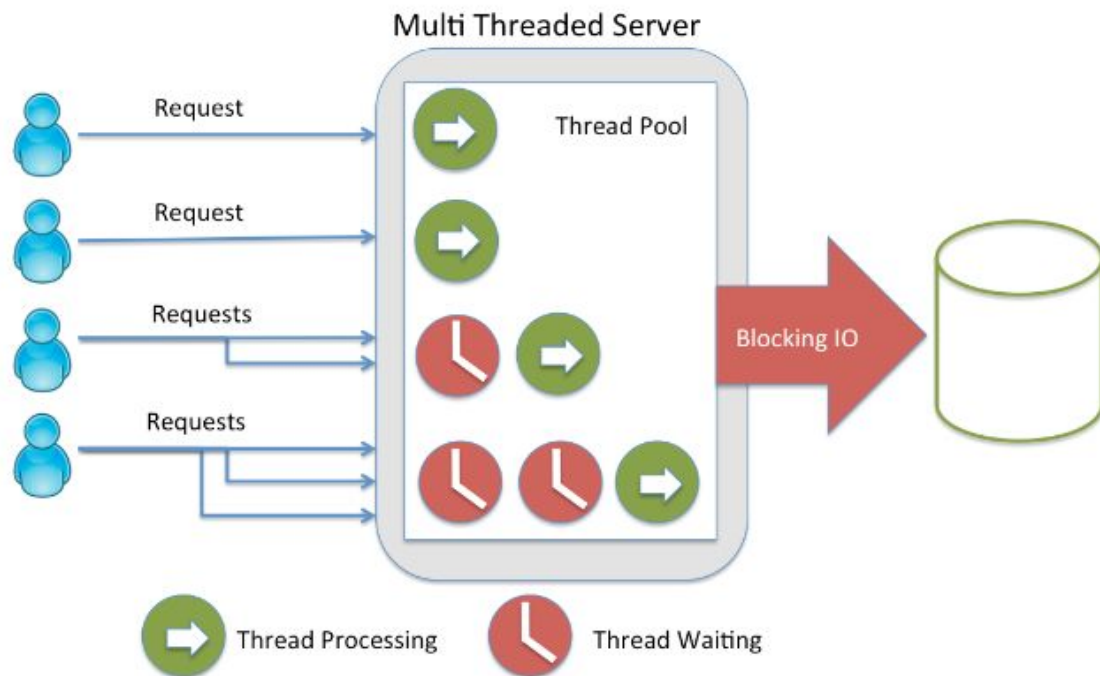 Multi Threaded Server
Request
Thread Pool
Request
Requests
Blocking IO
Requests
Thread Processing
Thread Waiting